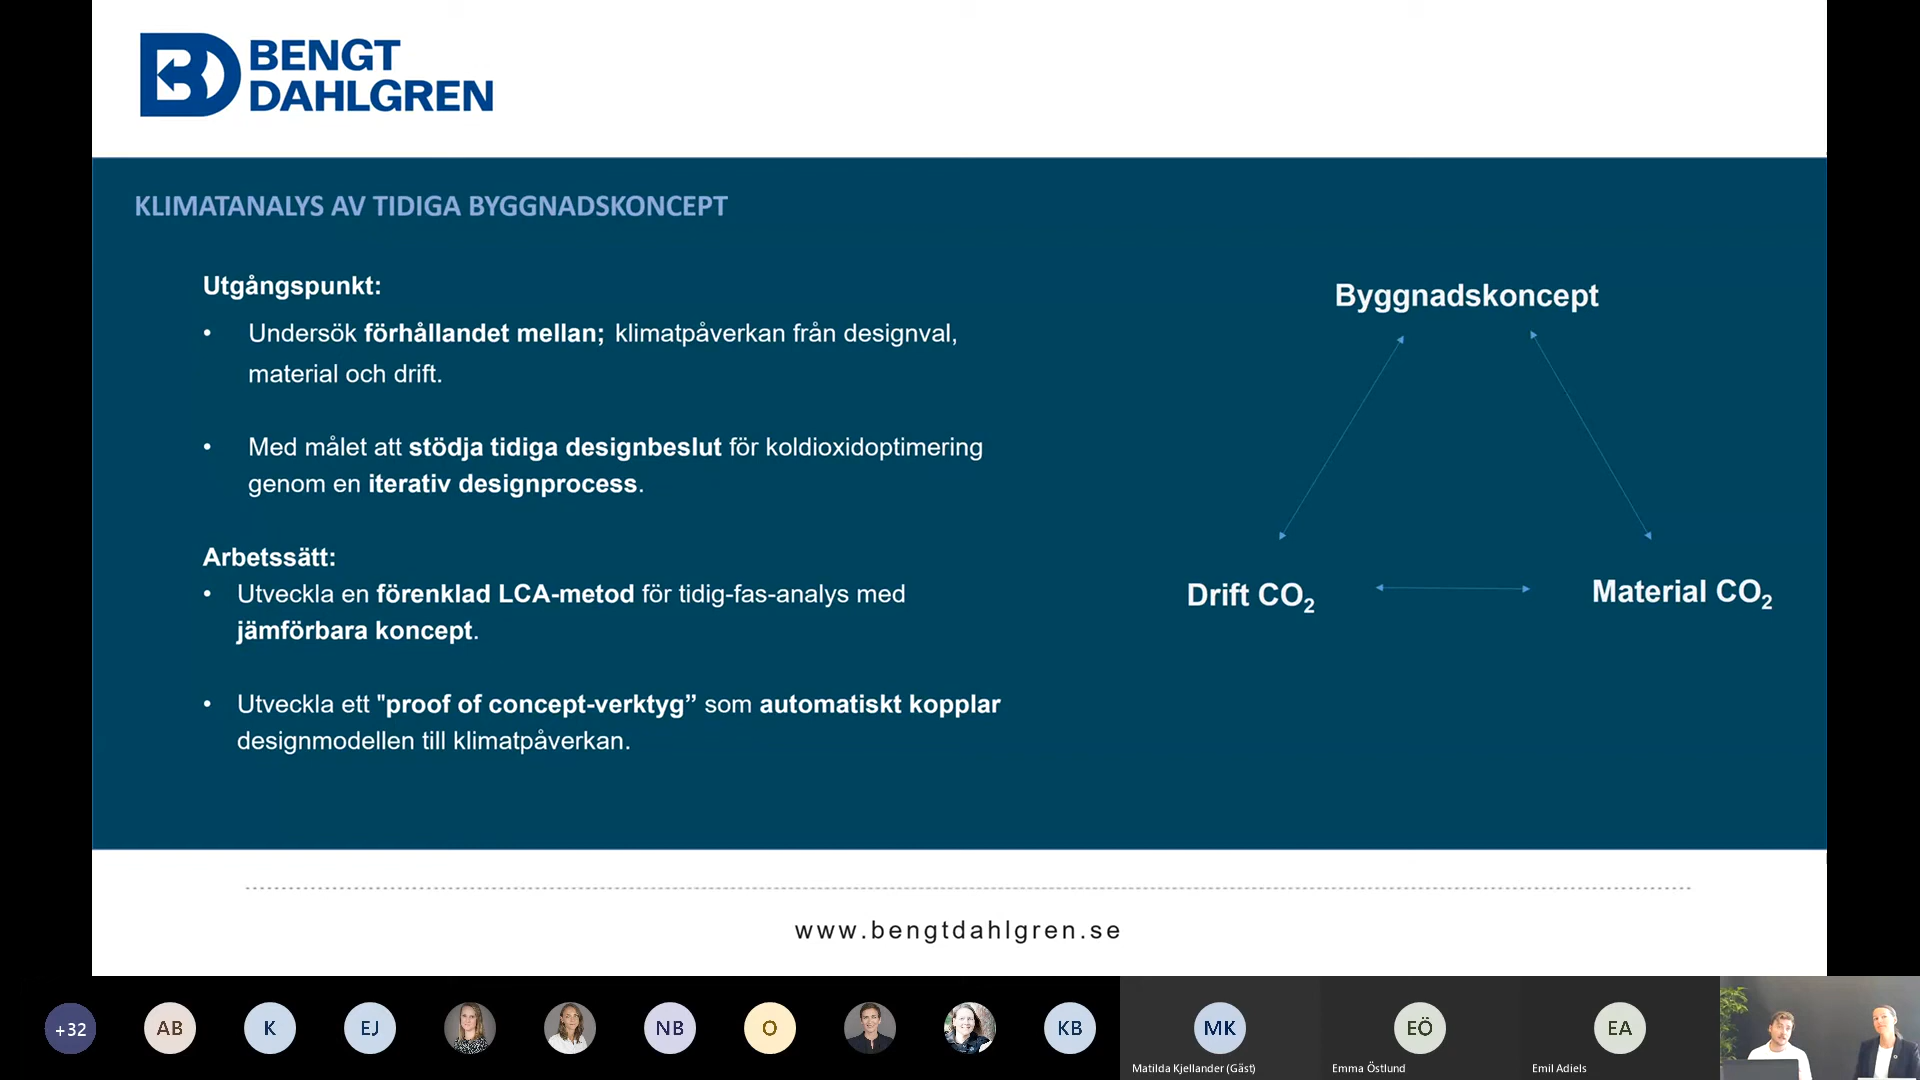 BENGT
DAHLGREN
KLIMATANALYS AV TIDIGA BYGGNADSKONCEPT
Utgångspunkt:
• Undersök förhållandet mellan; klimatpåverkan från designval,
material och drift.
• Med målet att stödja tidiga designbeslut för koldioxidoptimering
genom en iterativ designprocess.
Arbetssätt:
• Utveckla en förenklad LCA-metod för tidig-fas-analys med
jämförbara koncept.
• Utveckla ett "proof of concept-verktyg” som automatiskt kopplar
designmodellen till klimatpåverkan.
Byggnadskoncept
Drift CO₂
Material CO₂
www.bengtdahlgren.se
+32
AB
K
EJ
NB
O
KB
MK
EÖ
EA
Matilda Kjellander (Gäst)
Emma Östlund
Emil Adiels